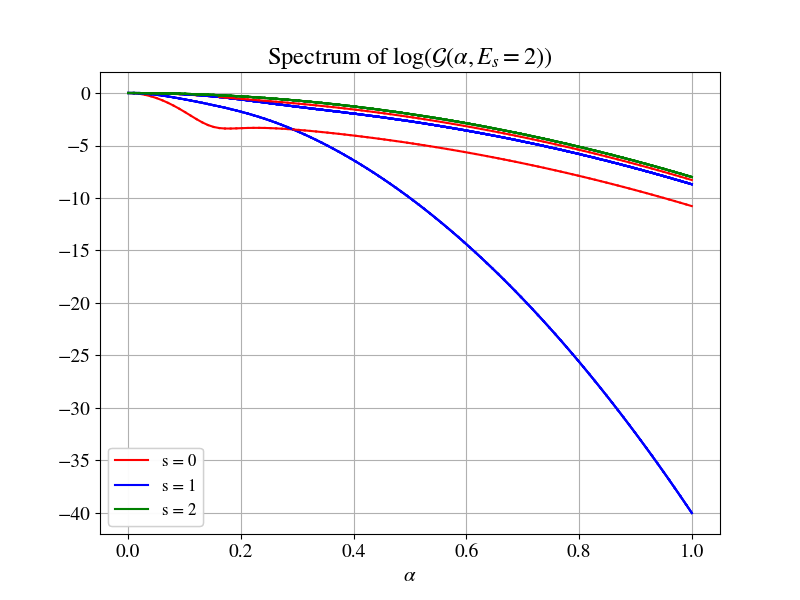 Spectrum of log(𝒢(α, Eₛ = 2))
0
−5
−10
−15
−20
−25
−30
−35
−40
s = 0
s = 1
s = 2
0.0 0.2 0.4 0.6 0.8 1.0
α